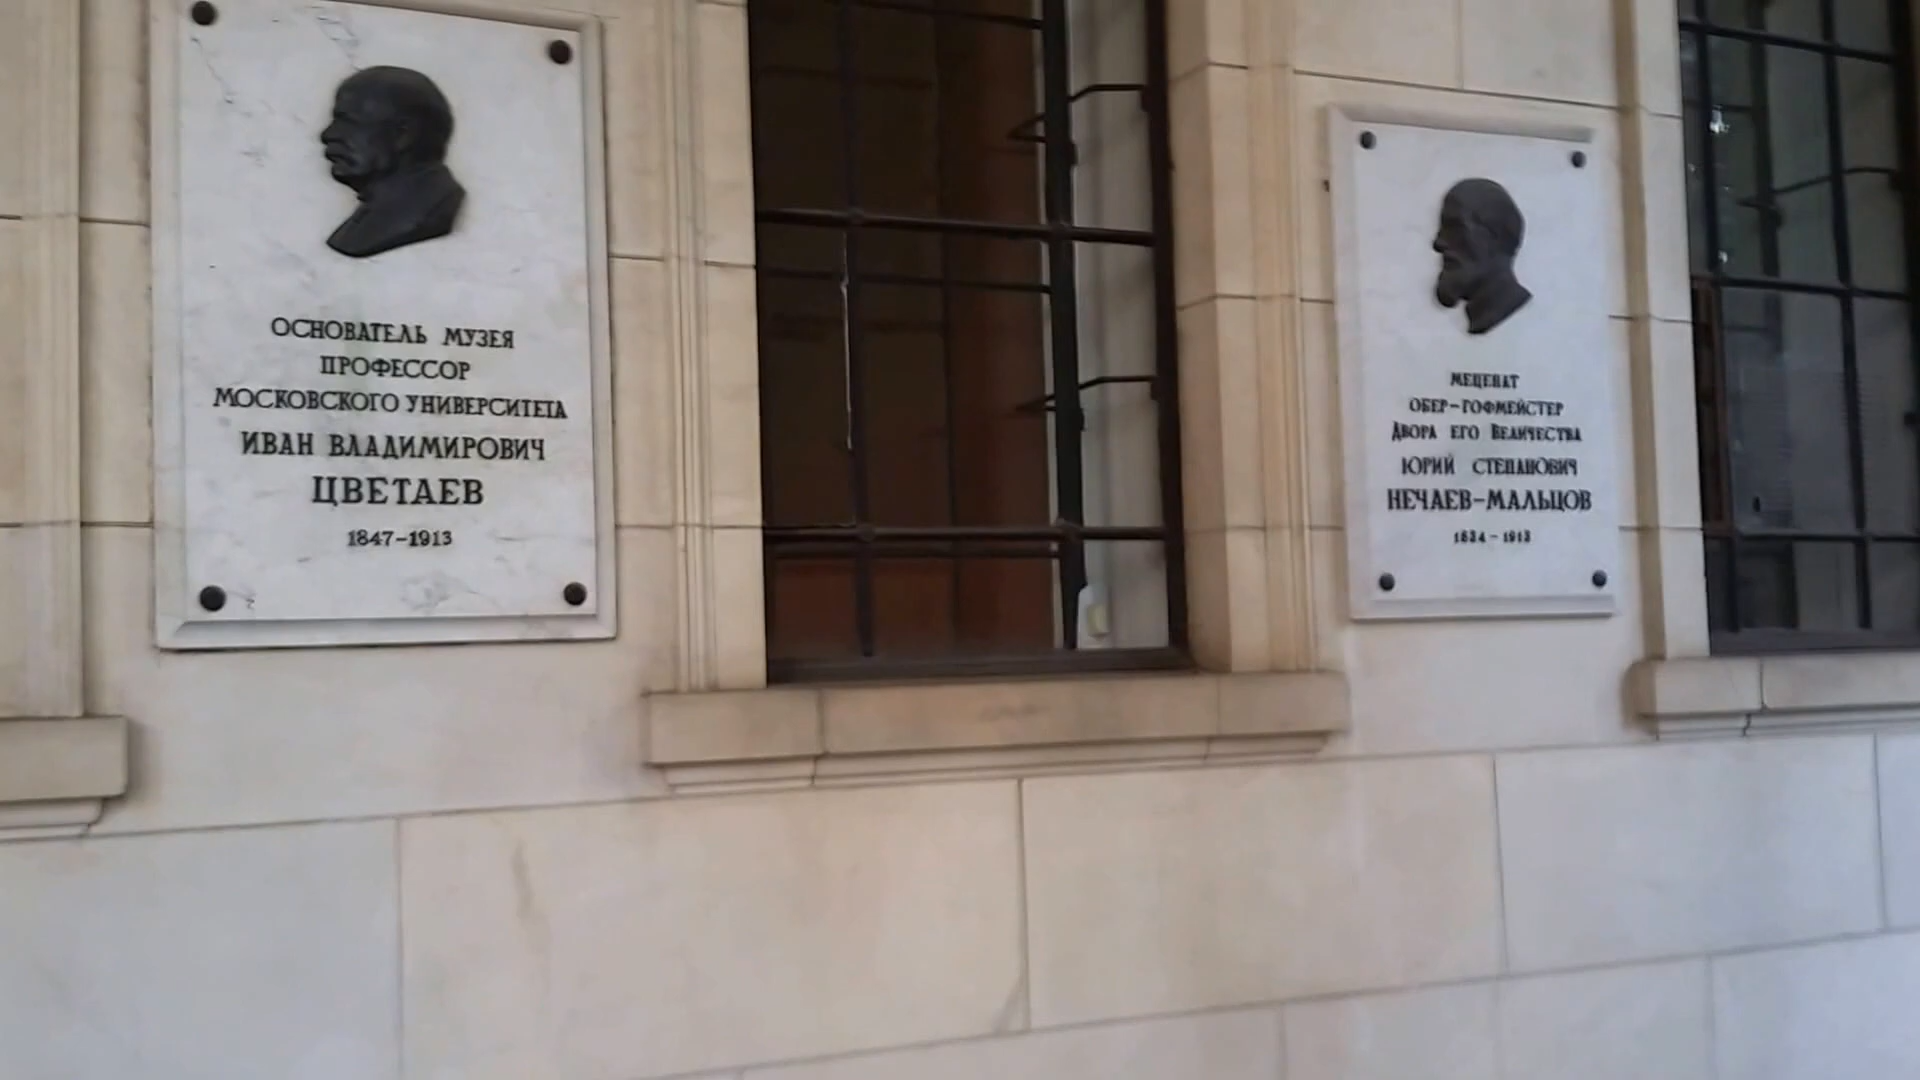 ОСНОВАТЕЛЬ МУЗЕЯ
ПРОФЕССОР
МОСКОВСКОГО УНИВЕРСИТЕТА
ИВАН ВЛАДИМИРОВИЧ
ЦВЕТАЕВ
1847-1913
МЕЦЕНАТ
ОБЕР-ГОФМЕЙСТЕР
ДВОРА ЕГО ВЕЛИЧЕСТВА
ЮРИЙ СТЕПАНОВИЧ
НЕЧАЕВ-МАЛЬЦОВ
1834-1913